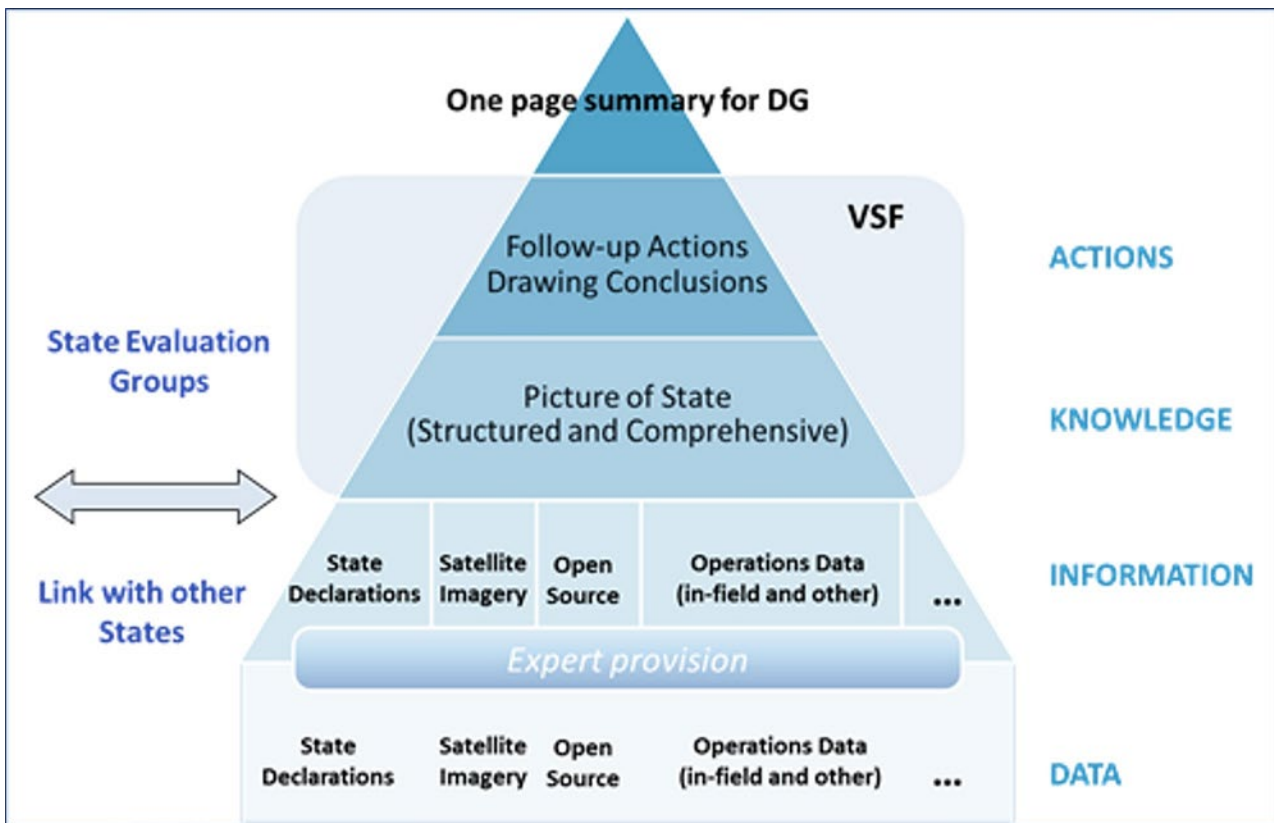 One page summary for DG
VSF
Follow-up Actions
Drawing Conclusions
ACTIONS
State Evaluation
Groups
Picture of State
(Structured and Comprehensive)
KNOWLEDGE
Link with other
States
State
Declarations
Satellite
Imagery
Open
Source
Operations Data
(in-field and other)
...
INFORMATION
Expert provision
State
Declarations
Satellite
Imagery
Open
Source
Operations Data
(in-field and other)
...
DATA